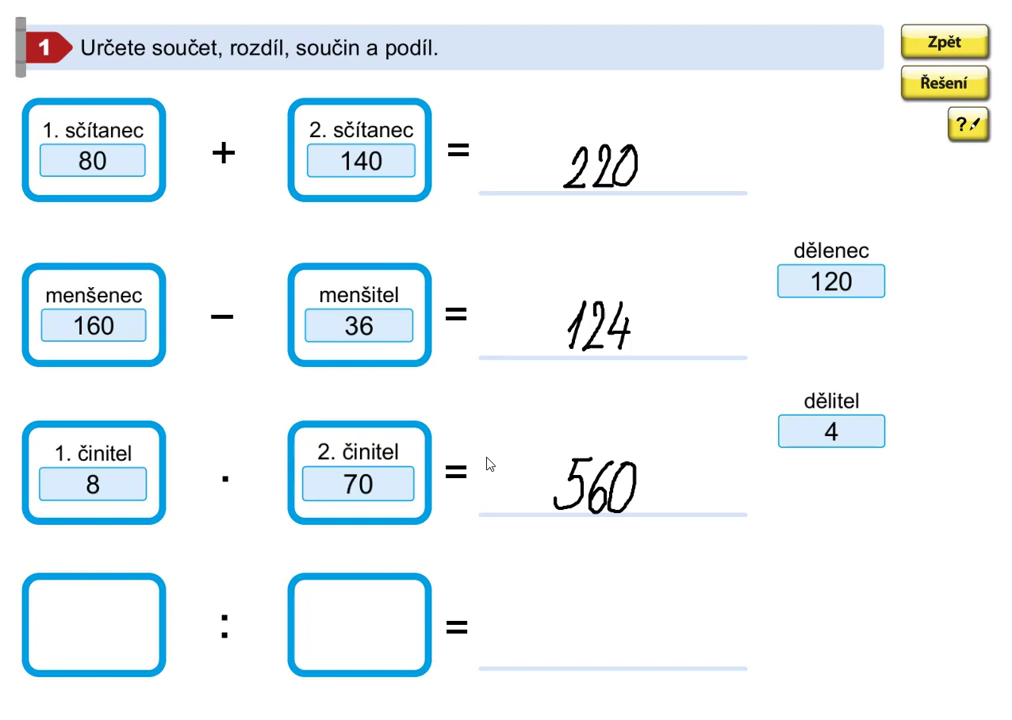 1 Určete součet, rozdíl, součin a podíl.
Zpět
Řešení
?
1. sčítanec + 2. sčítanec = 220
80 140
dělenec
120
menšenec − menšitel = 124
160 36
dělitel
4
1. činitel . 2. činitel = 560
8 70
: =